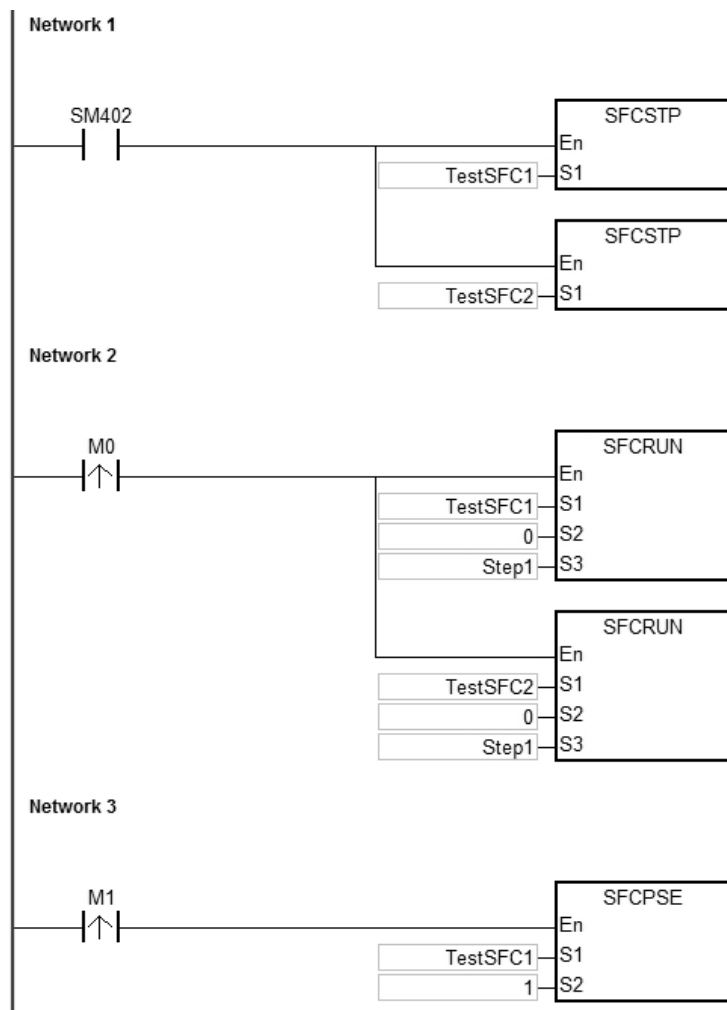 Network 1
SM402
SFCSTP
En
TestSFC1 S1
SFCSTP
En
TestSFC2 S1
Network 2
M0
SFCRUN
En
TestSFC1 S1
0 S2
Step1 S3
SFCRUN
En
TestSFC2 S1
0 S2
Step1 S3
Network 3
M1
SFCPSE
En
TestSFC1 S1
1 S2